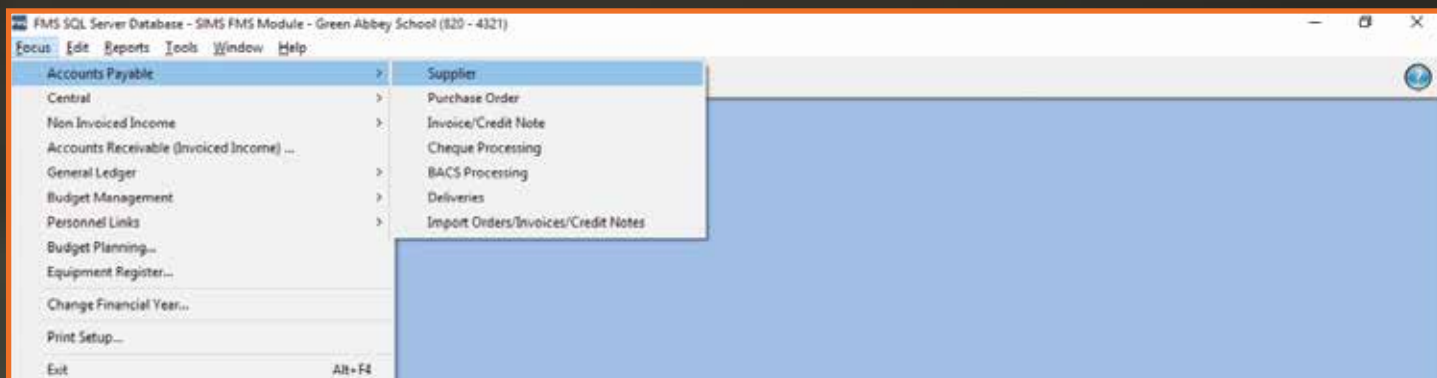 FMS SQL Server Database - SIMS FMS Module - Green Abbey School (820 - 4321)
Focus Edit Reports Tools Window Help
Accounts Payable
Central
Non Invoiced Income
Accounts Receivable (Invoiced Income) ...
General Ledger
Budget Management
Personnel Links
Budget Planning...
Equipment Register...
Change Financial Year...
Print Setup...
Exit Alt+F4
Supplier
Purchase Order
Invoice/Credit Note
Cheque Processing
BACS Processing
Deliveries
Import Orders/Invoices/Credit Notes